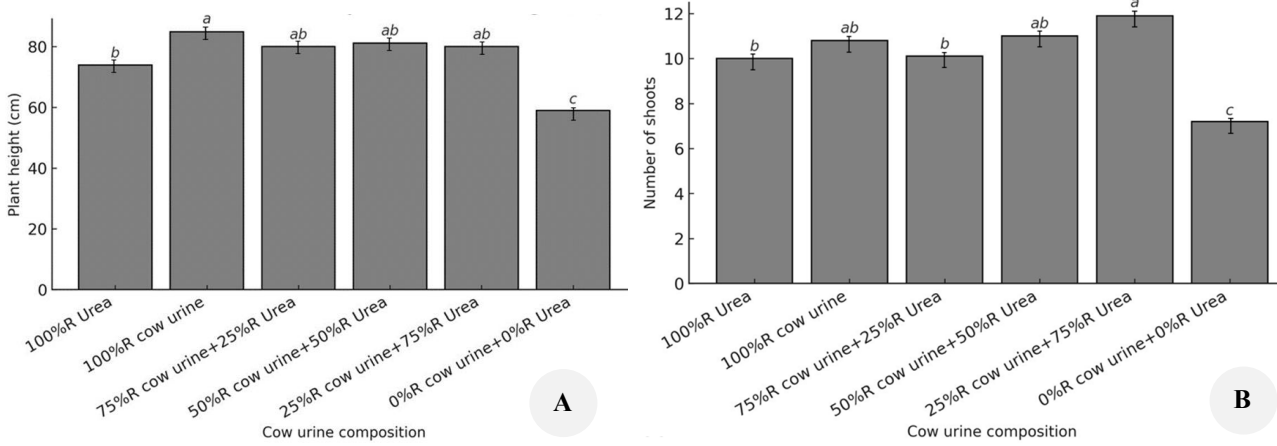 Plant height (cm)
80
60
40
20
0
b
a
ab
ab
ab
c
100%R Urea
100%R cow urine
75%R cow urine+25%R Urea
50%R cow urine+50%R Urea
25%R cow urine+75%R Urea
0%R cow urine+0%R Urea
Cow urine composition
A
Number of shoots
12
10
8
6
4
2
0
b
ab
b
ab
a
c
100%R Urea
100%R cow urine
75%R cow urine+25%R Urea
50%R cow urine+50%R Urea
25%R cow urine+75%R Urea
0%R cow urine+0%R Urea
Cow urine composition
B